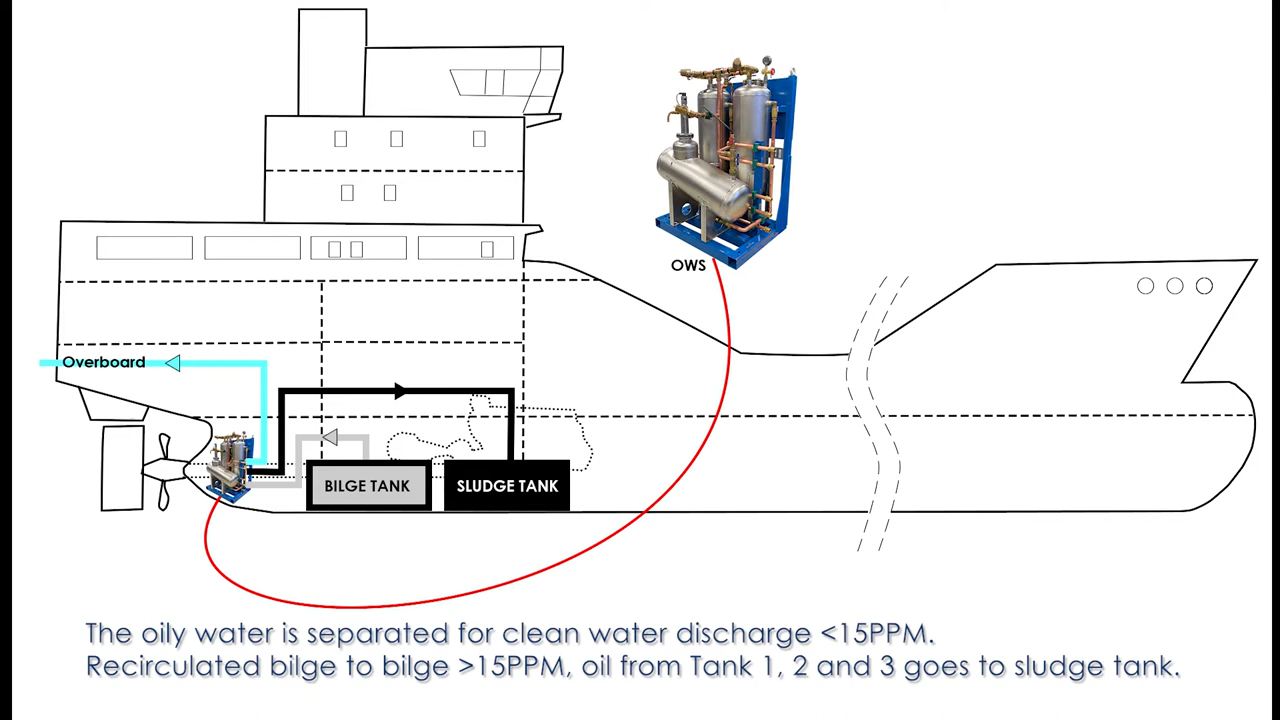 OWS
Overboard
BILGE TANK
SLUDGE TANK
The oily water is separated for clean water discharge <15PPM.
Recirculated bilge to bilge >15PPM, oil from Tank 1, 2 and 3 goes to sludge tank.